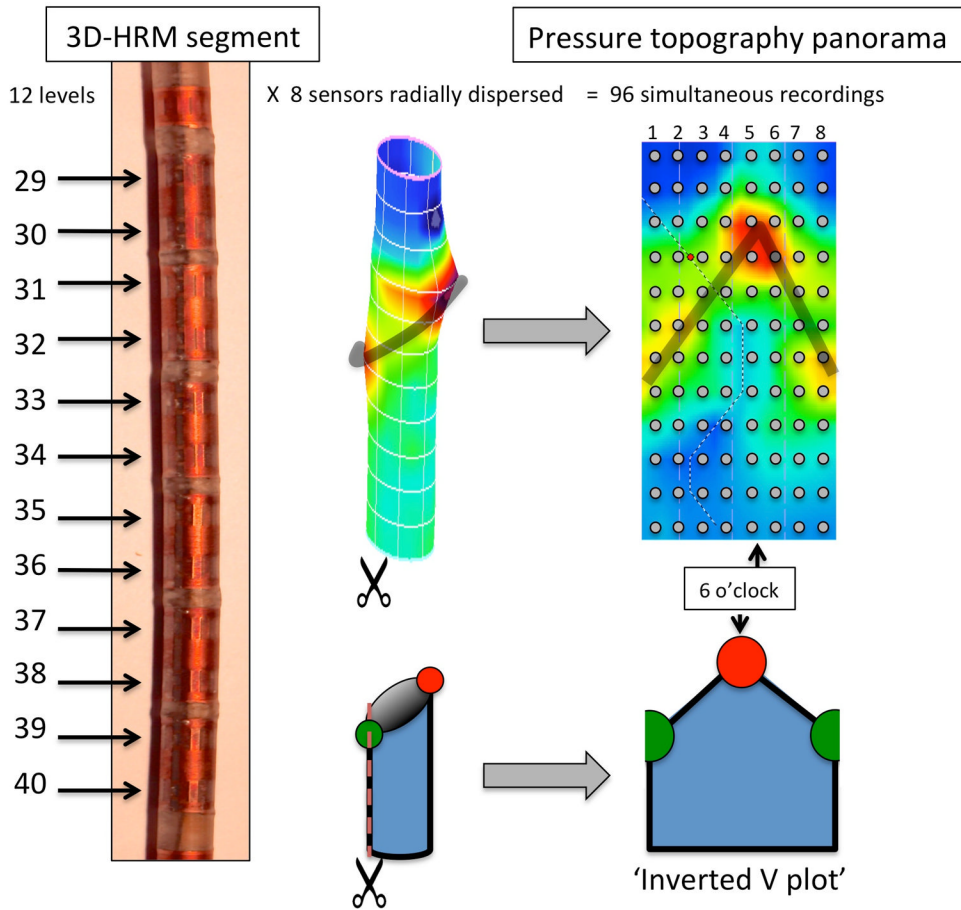 3D-HRM segment
Pressure topography panorama
12 levels
X 8 sensors radially dispersed = 96 simultaneous recordings
1 2 3 4 5 6 7 8
29
30
31
32
33
34
35
36
37
38
39
40
6 o’clock
‘Inverted V plot’